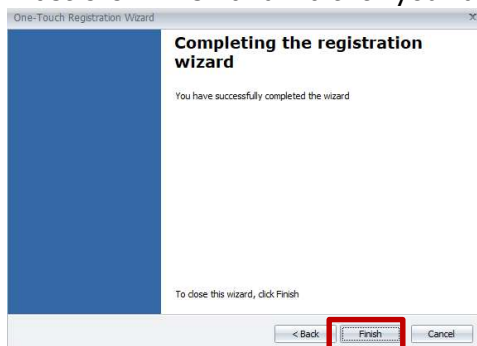 One-Touch Registration Wizard
x
Completing the registration
wizard
You have successfully completed the wizard
To close this wizard, click Finish
< Back
Finish
Cancel